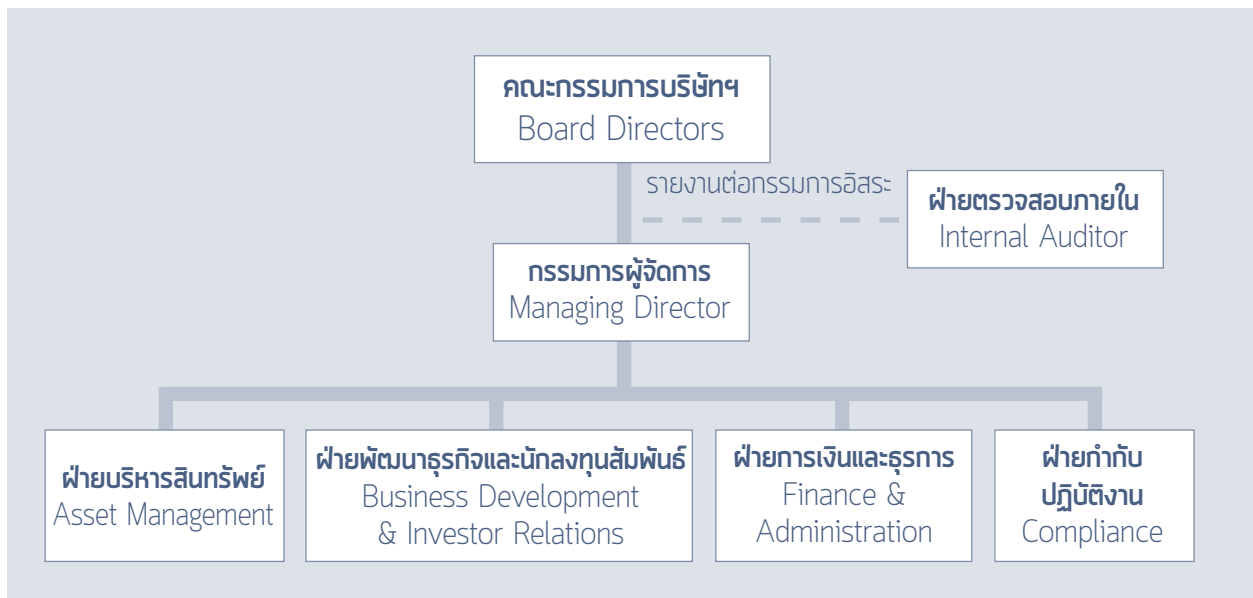 คณะกรรมการบริษัทฯ
Board Directors
รายงานต่อกรรมการอิสระ
ฝ่ายตรวจสอบภายใน
Internal Auditor
กรรมการผู้จัดการ
Managing Director
ฝ่ายบริหารสินทรัพย์
Asset Management
ฝ่ายพัฒนาธุรกิจและนักลงทุนสัมพันธ์
Business Development
& Investor Relations
ฝ่ายการเงินและธุรการ
Finance &
Administration
ฝ่ายกำกับ
ปฏิบัติงาน
Compliance